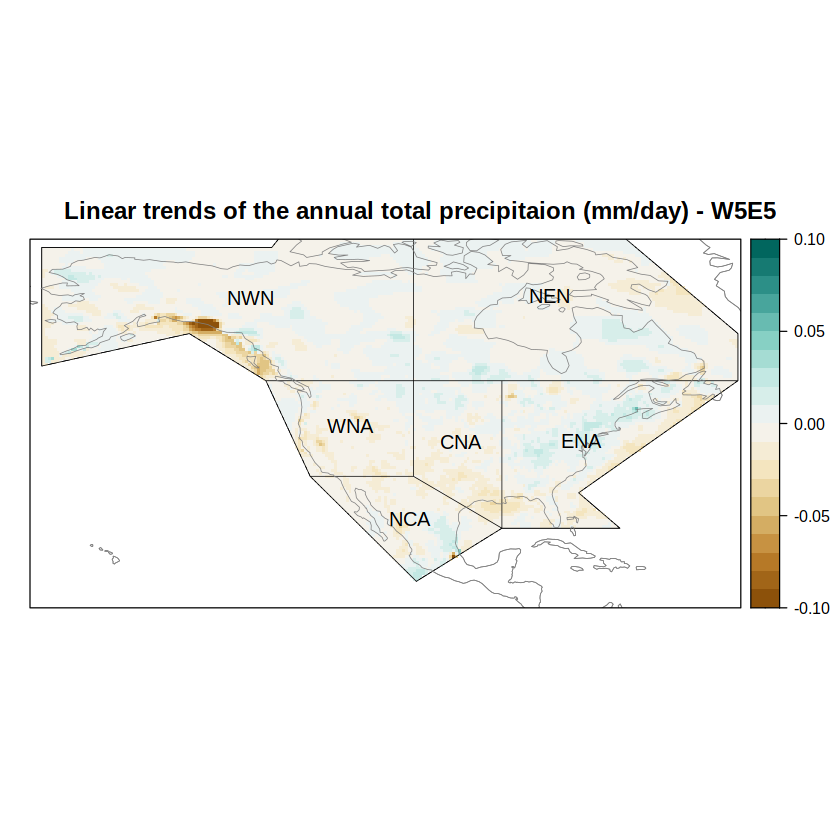 Linear trends of the annual total precipitaion (mm/day) - W5E5
0.10
NWN
NEN
0.05
WNA
CNA
ENA
0.00
NCA
-0.05
-0.10